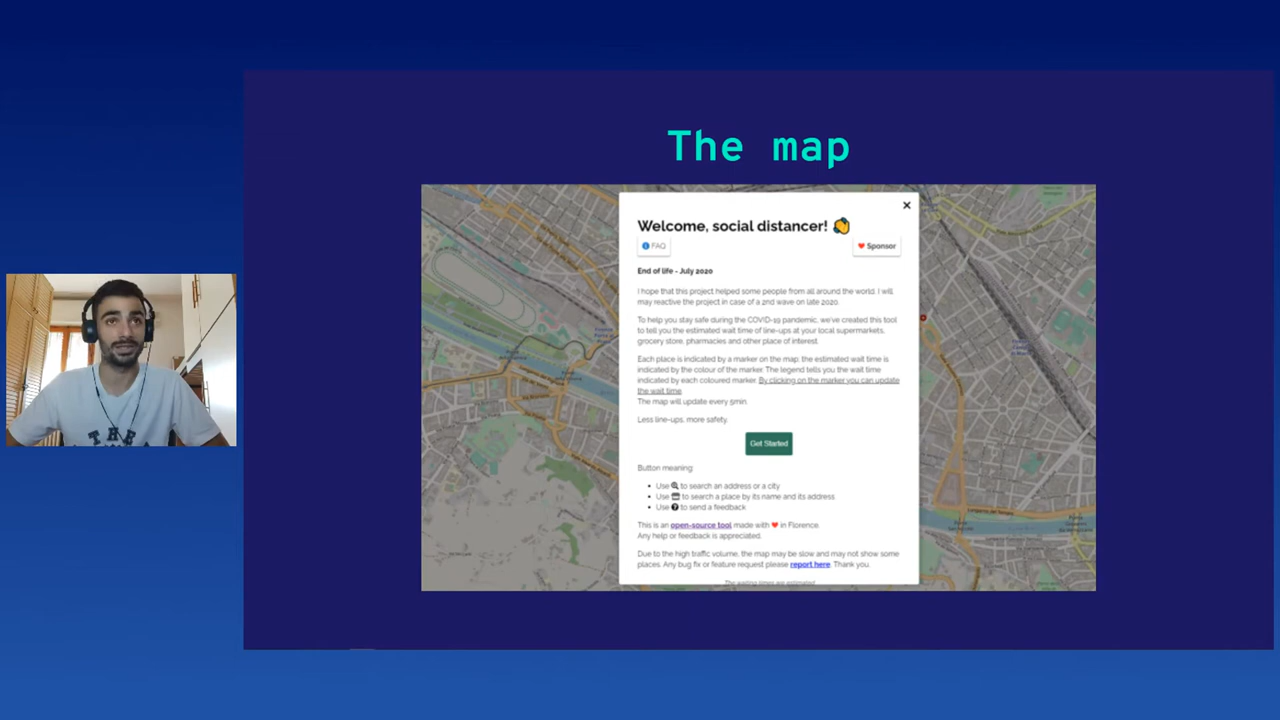 The map
Welcome, social distancer!
FAQ
Sponsor
End of life - July 2020
I hope that this project helped some people from all around the world. I will
may reactive the project in case of a 2nd wave on late 2020.
To help you stay safe during the COVID-19 pandemic, we've created this tool
to tell you the estimated wait time of line-ups at your local supermarkets,
grocery store, pharmacies and other place of interest.
Each place is indicated by a marker on the map, the estimated wait time is
indicated by the colour of the marker. The legend tells you the wait time
indicated by each coloured marker. By clicking on the marker you can update
the wait time.
The map will update every 5min
Less line-ups, more safety.
Get Started
Button meaning:
Use to search an address or a city
Use to search a place by its name and its address
Use to send a feedback
This is an open-source tool made with in Florence.
Any help or feedback is appreciated.
Due to the high traffic volume, the map may be slow and may not show some
places. Any bug fix or feature request please report here. Thank you.
The waiting times are estimated
THE